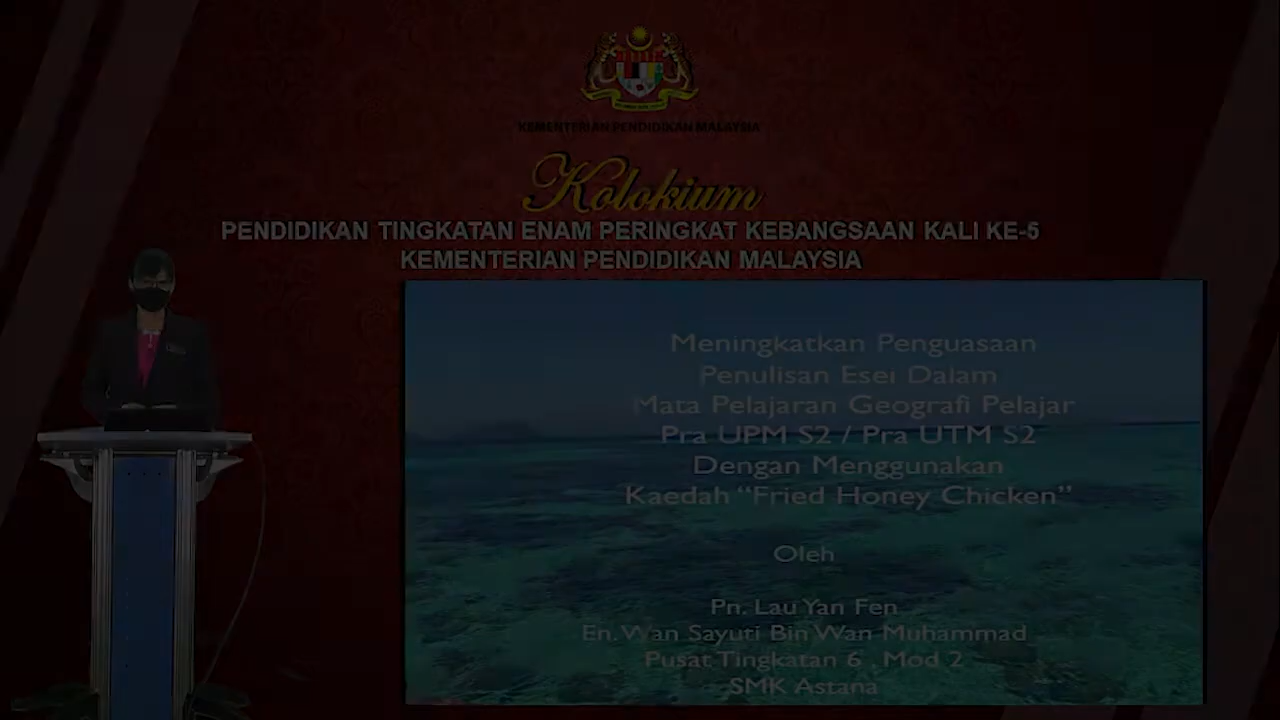 KEMENTERIAN PENDIDIKAN MALAYSIA
Kolokium
PENDIDIKAN TINGKATAN ENAM PERINGKAT KEBANGSAAN KALI KE-5
KEMENTERIAN PENDIDIKAN MALAYSIA
Meningkatkan Penguasaan
Penulisan Esei Dalam
Mata Pelajaran Geografi Pelajar
Pra UPM S2 / Pra UTM S2
Dengan Menggunakan
Kaedah “Fried Honey Chicken”
Oleh
Pn. Lau Yan Fen
En. Wan Sayuti Bin Wan Muhammad
Pusat Tingkatan 6 , Mod 2
SMK Astana